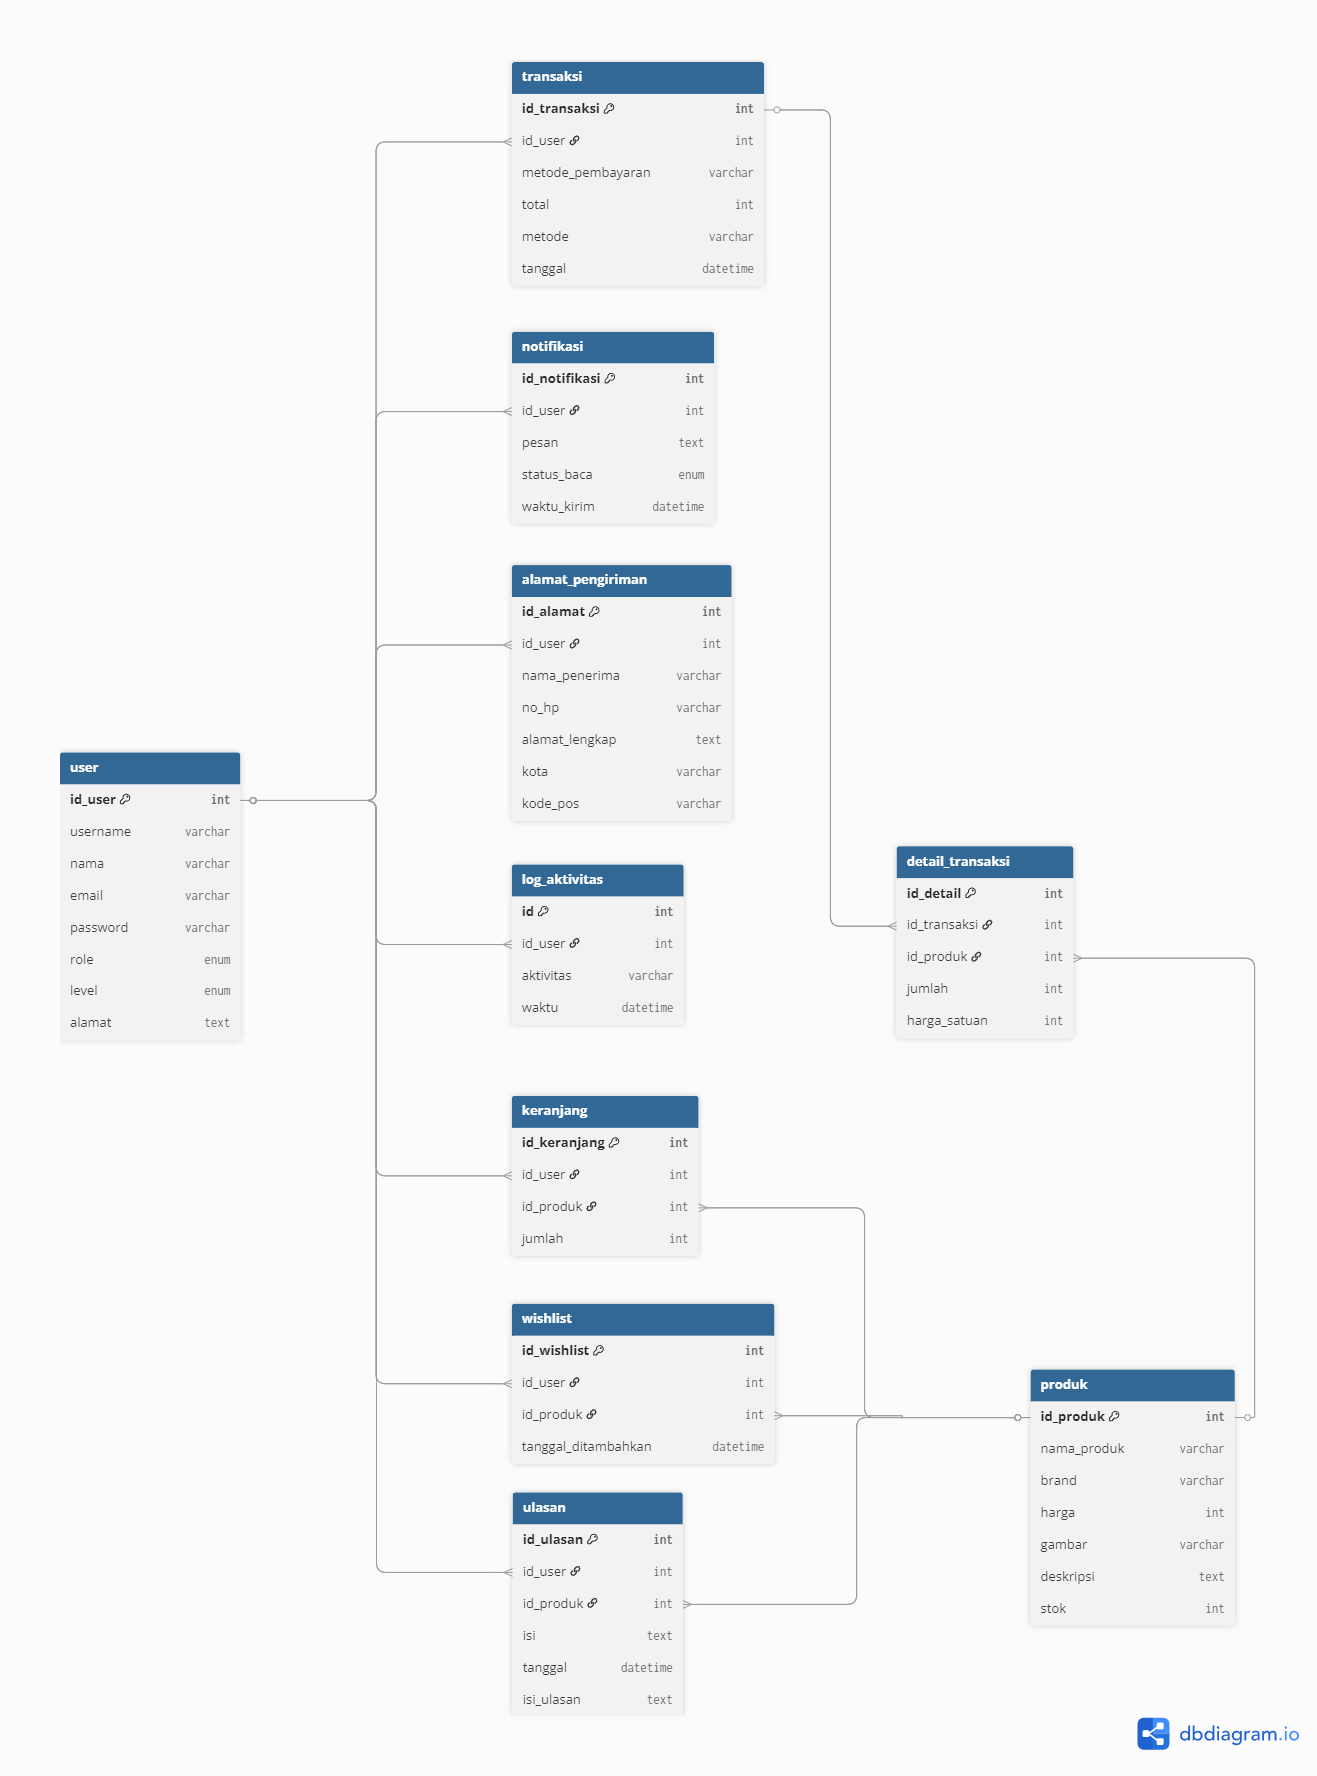 transaksi
id_transaksi int
id_user int
metode_pembayaran varchar
total int
metode varchar
tanggal datetime
notifikasi
id_notifikasi int
id_user int
pesan text
status_baca enum
waktu_kirim datetime
alamat_pengiriman
id_alamat int
id_user int
nama_penerima varchar
no_hp varchar
alamat_lengkap text
kota varchar
kode_pos varchar
user
id_user int
username varchar
nama varchar
email varchar
password varchar
role enum
level enum
alamat text
log_aktivitas
id int
id_user int
aktivitas varchar
waktu datetime
detail_transaksi
id_detail int
id_transaksi int
id_produk int
jumlah int
harga_satuan int
keranjang
id_keranjang int
id_user int
id_produk int
jumlah int
wishlist
id_wishlist int
id_user int
id_produk int
tanggal_ditambahkan datetime
produk
id_produk int
nama_produk varchar
brand varchar
harga int
gambar varchar
deskripsi text
stok int
ulasan
id_ulasan int
id_user int
id_produk int
isi text
tanggal datetime
isi_ulasan text
dbdiagram.io